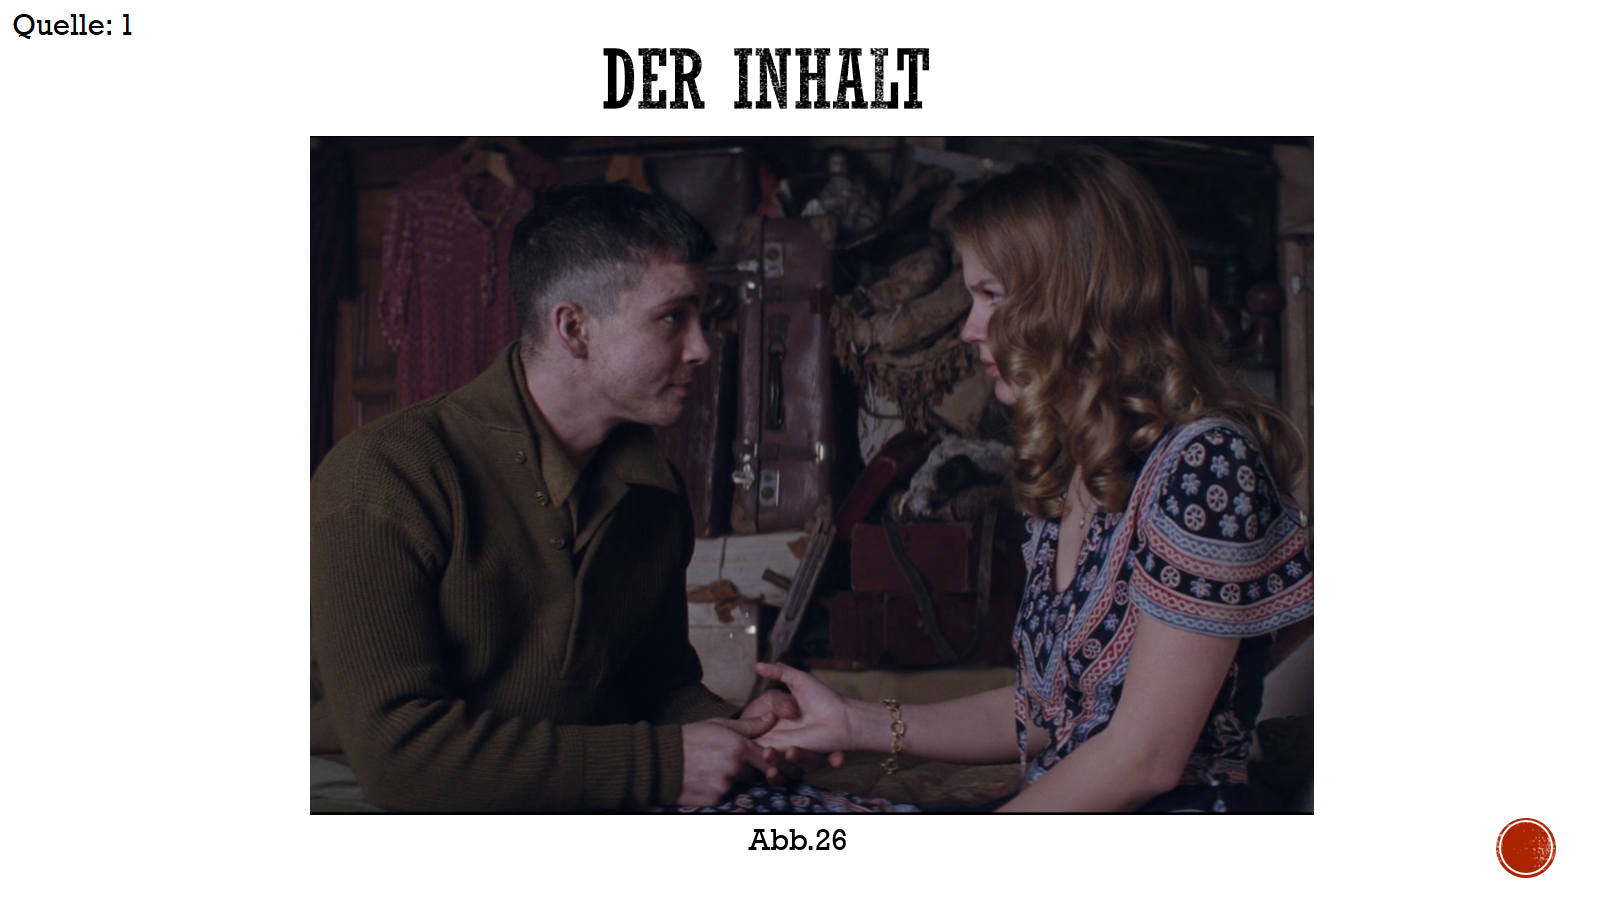 Quelle: 1
DER INHALT
Abb.26